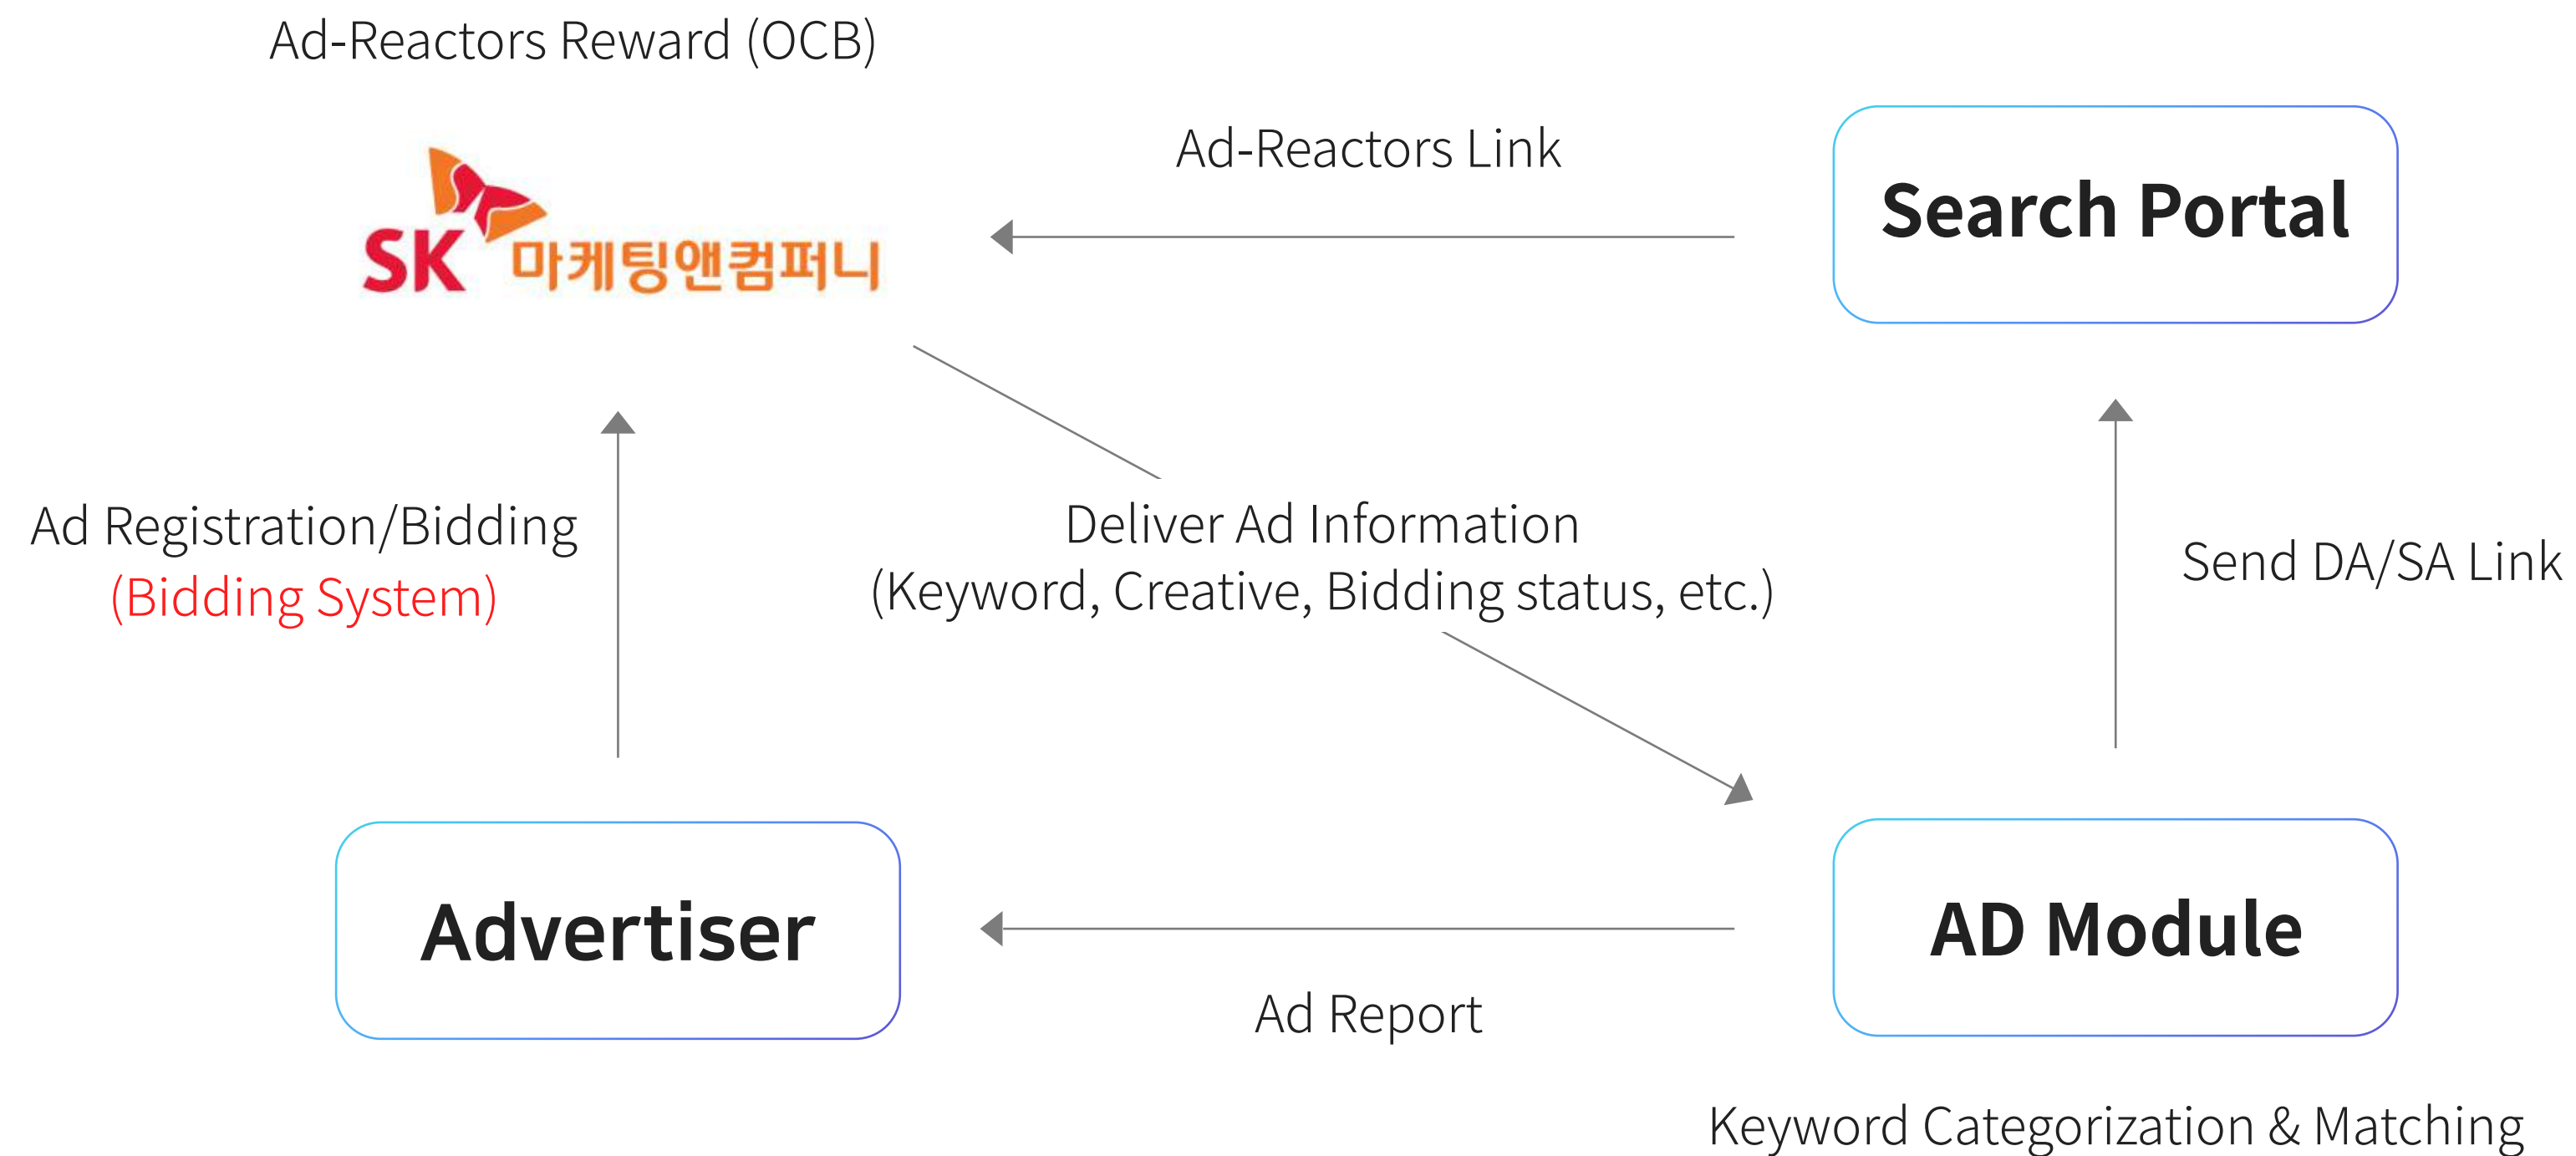 Ad-Reactors Reward (OCB)
Ad-Reactors Link
Search Portal
SK 마케팅앤컴퍼니
Ad Registration/Bidding
(Bidding System)
Deliver Ad Information
(Keyword, Creative, Bidding status, etc.)
Send DA/SA Link
Advertiser
AD Module
Ad Report
Keyword Categorization & Matching